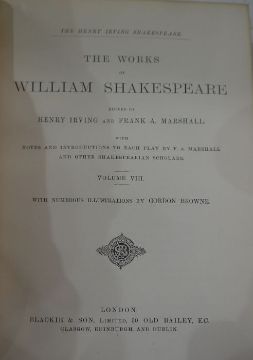 THE HENRY IRVING SHAKESPEARE
THE WORKS
OF
WILLIAM SHAKESPEARE
EDITED BY
HENRY IRVING AND FRANK A. MARSHALL
WITH
NOTES AND INTRODUCTIONS TO EACH PLAY BY F. A. MARSHALL
AND OTHER SHAKESPEARIAN SCHOLARS
VOLUME VIII.
WITH NUMEROUS ILLUSTRATIONS BY GORDON BROWNE.
LONDON
BLACKIE & SON, LIMITED, 50 OLD BAILEY, E.C.
GLASGOW, EDINBURGH, AND DUBLIN.